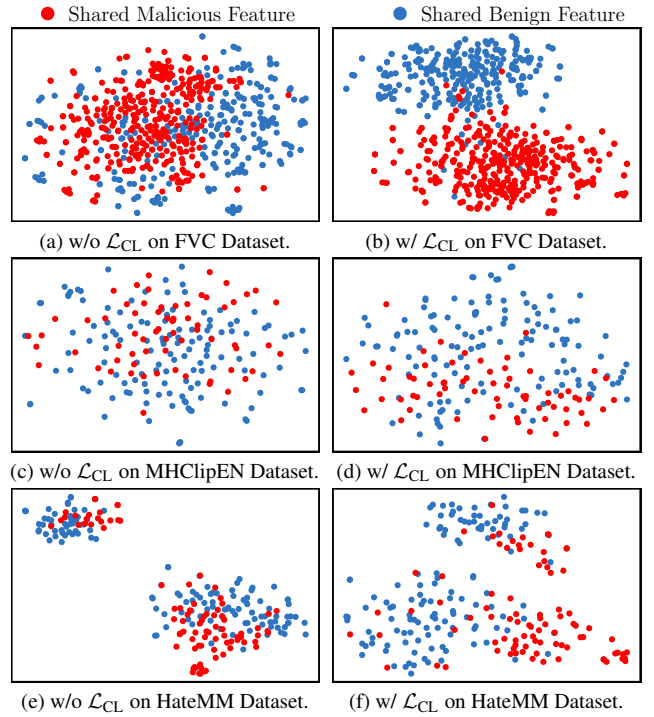 Shared Malicious Feature Shared Benign Feature
(a) w/o ℒCL on FVC Dataset. (b) w/ ℒCL on FVC Dataset.
(c) w/o ℒCL on MHClipEN Dataset. (d) w/ ℒCL on MHClipEN Dataset.
(e) w/o ℒCL on HateMM Dataset. (f) w/ ℒCL on HateMM Dataset.